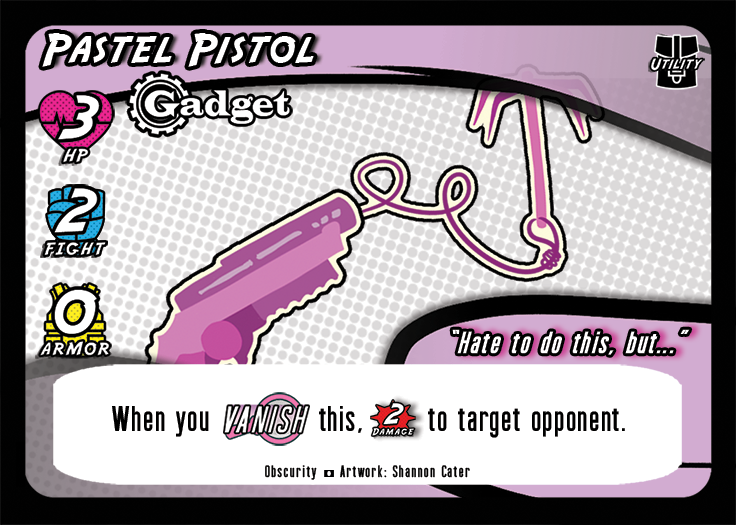 PASTEL PISTOL
UTILITY
Gadget
3
HP
2
FIGHT
0
ARMOR
"Hate to do this, but..."
When you VANISH this, 2 DAMAGE to target opponent.
Obscurity Artwork: Shannon Cater